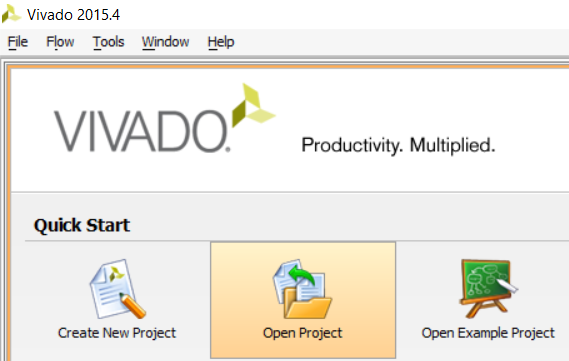 Vivado 2015.4
File Flow Tools Window Help
VIVADO.
Productivity. Multiplied.
Quick Start
Create New Project Open Project Open Example Project